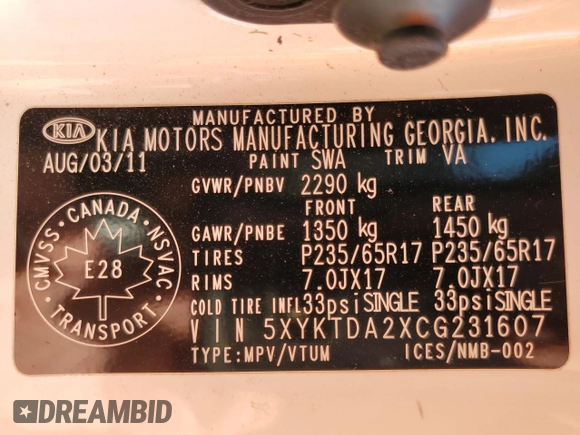 MANUFACTURED BY
KIA KIA MOTORS MANUFACTURING GEORGIA, INC.
AUG/03/11 PAINT SWA TRIM VA
GVWR/PNBV 2290 kg
FRONT REAR
GAWR/PNBE 1350 kg 1450 kg
TIRES P235/65R17 P235/65R17
RIMS 7.0JX17 7.0JX17
COLD TIRE INFL 33psi SINGLE 33psi SINGLE
VIN 5XYKTDA2XCG231607
TYPE:MPV/VTUM ICES/NMB-002
CMVSS · CANADA · NSVAC · TRANSPORT ·
E28
DREAMBID